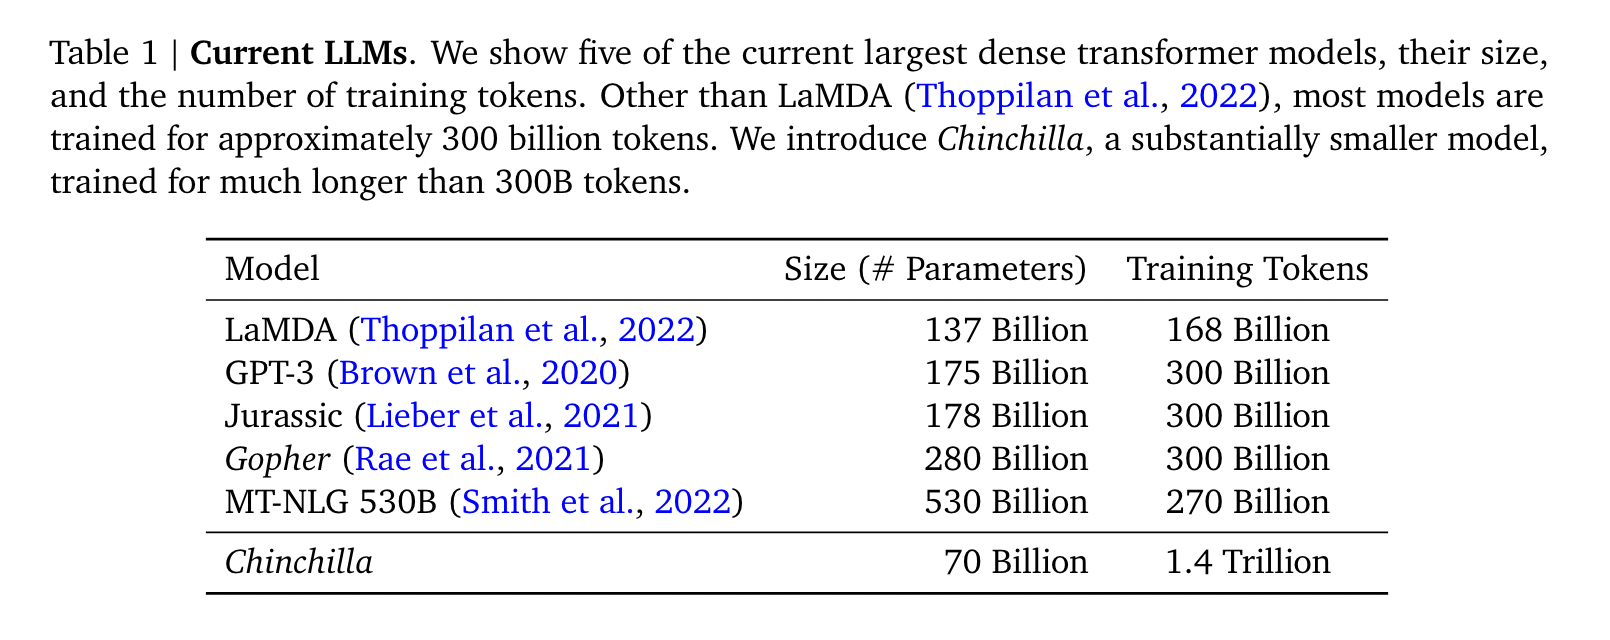 Table 1 | Current LLMs. We show five of the current largest dense transformer models, their size,
and the number of training tokens. Other than LaMDA (Thoppilan et al., 2022), most models are
trained for approximately 300 billion tokens. We introduce Chinchilla, a substantially smaller model,
trained for much longer than 300B tokens.
Model Size (# Parameters) Training Tokens
LaMDA (Thoppilan et al., 2022) 137 Billion 168 Billion
GPT-3 (Brown et al., 2020) 175 Billion 300 Billion
Jurassic (Lieber et al., 2021) 178 Billion 300 Billion
Gopher (Rae et al., 2021) 280 Billion 300 Billion
MT-NLG 530B (Smith et al., 2022) 530 Billion 270 Billion
Chinchilla 70 Billion 1.4 Trillion